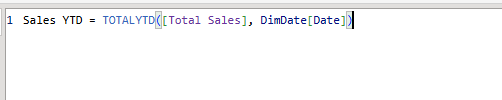 1 Sales YTD = TOTALYTD([Total Sales], DimDate[Date])